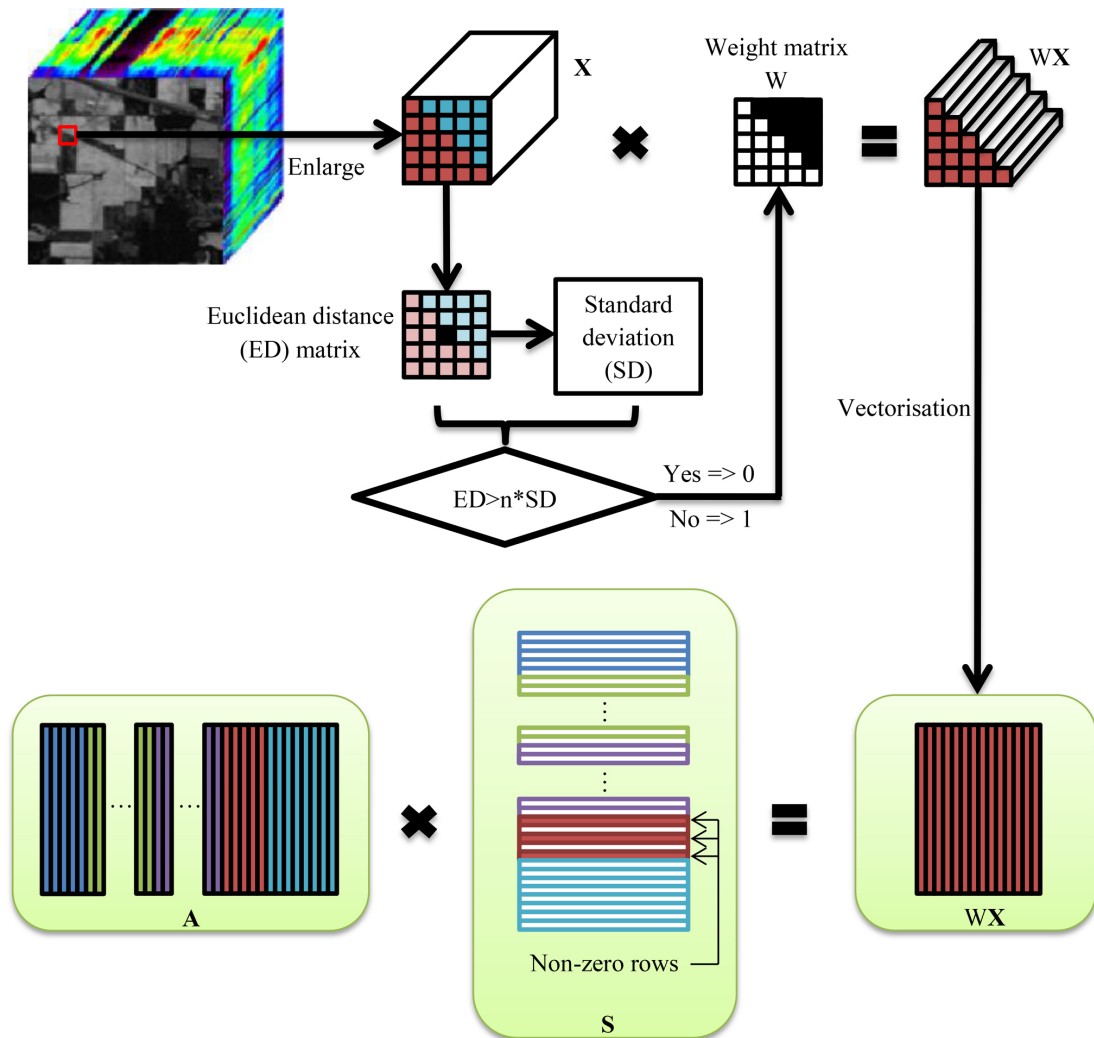 X
Weight matrix
W
WX
Enlarge
Euclidean distance
(ED) matrix
Standard
deviation
(SD)
Vectorisation
ED>n*SD
Yes => 0
No => 1
...
...
...
...
A
Non-zero rows
S
WX